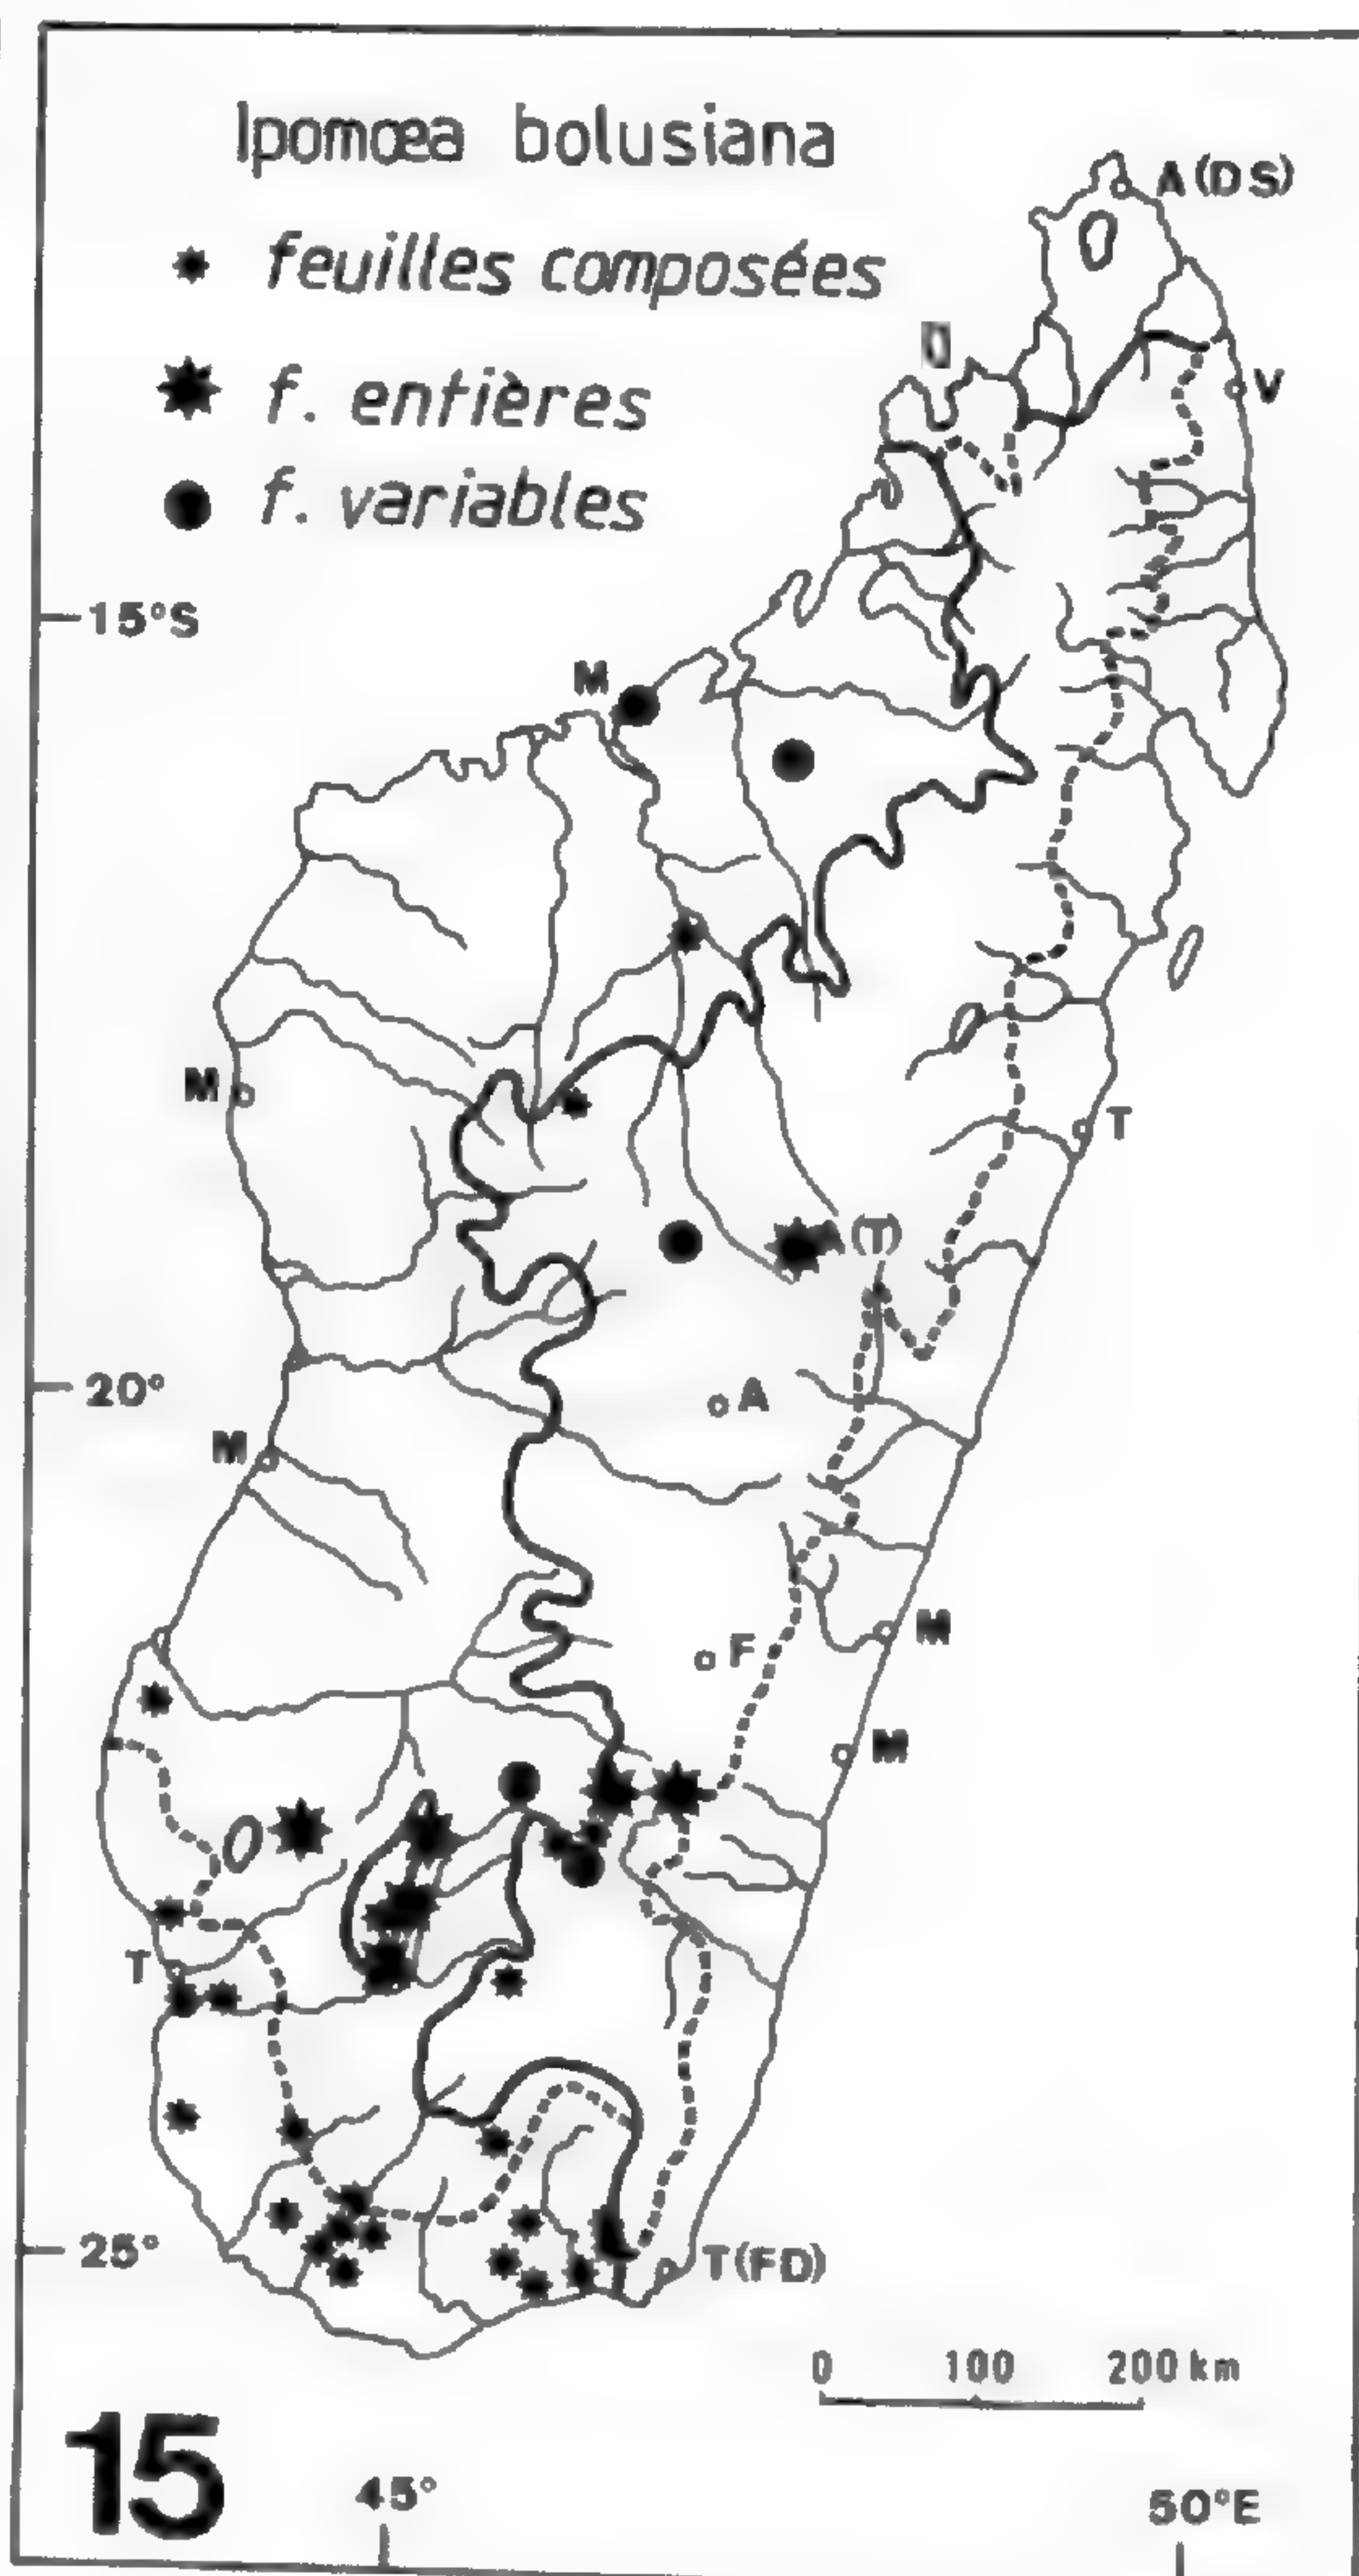 Ipomœa bolusiana
feuilles composées
f. entières
f. variables
A(DS)
V
15°S
M
M
T
A(T)
20°
A
M
F
M
M
T
25°
T(FD)
0 100 200 km
15
45°
50°E